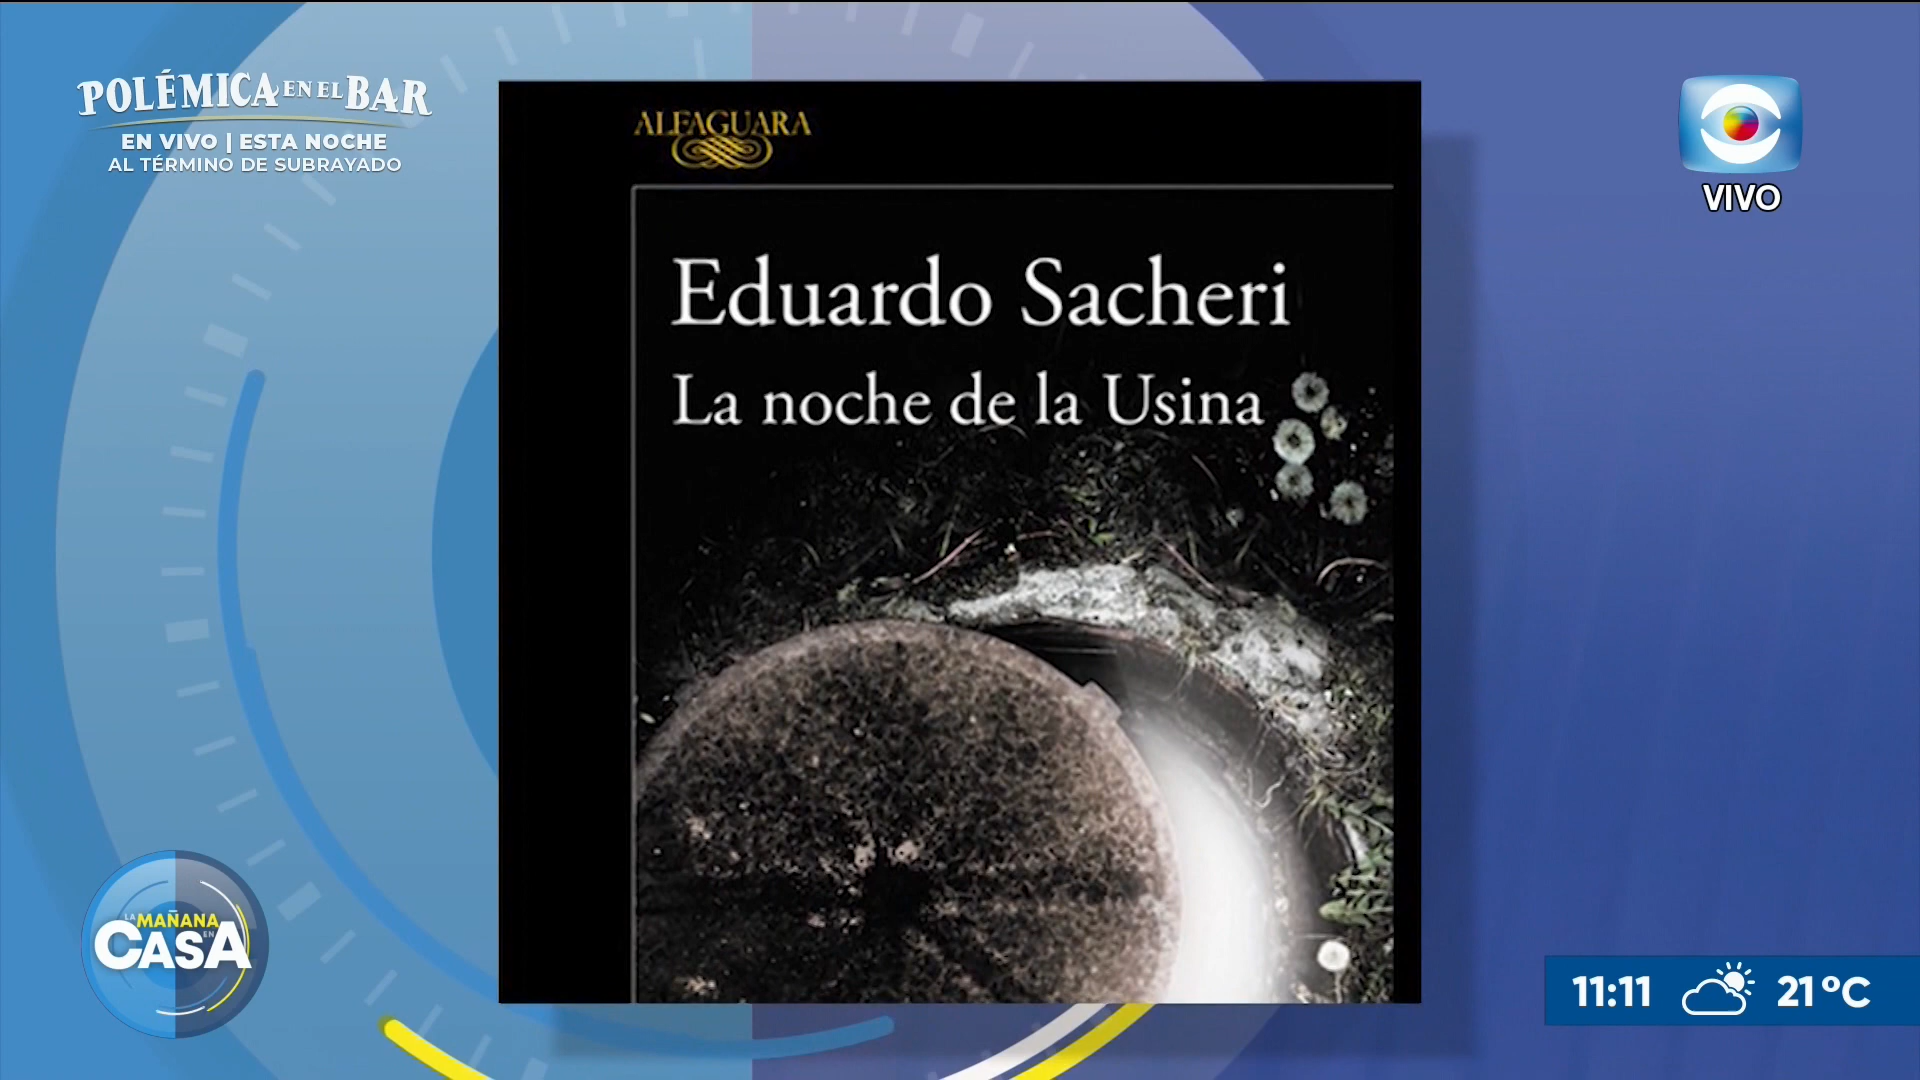 POLÉMICA EN EL BAR
EN VIVO | ESTA NOCHE
AL TÉRMINO DE SUBRAYADO
ALFAGUARA
Eduardo Sacheri
La noche de la Usina
VIVO
LA MAÑANA
EN
CASA
11:11 21ºC